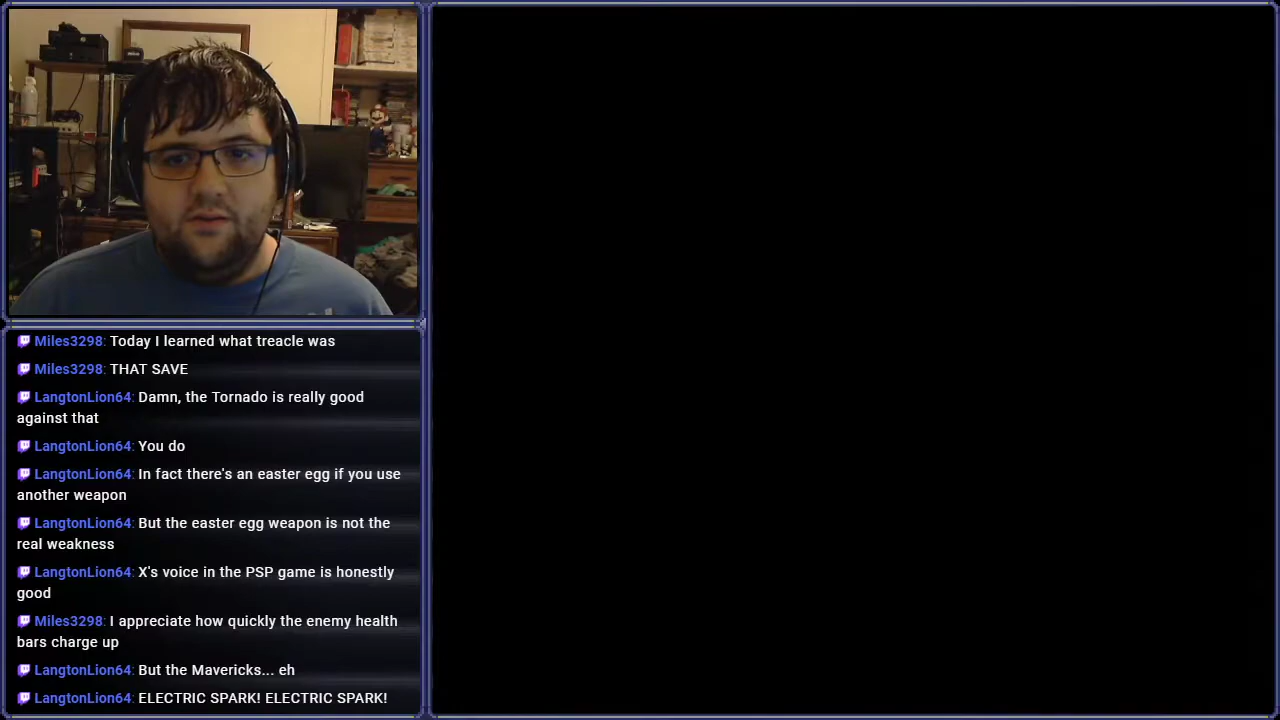 Miles3298: Today I learned what treacle was
Miles3298: THAT SAVE
LangtonLion64: Damn, the Tornado is really good
against that
LangtonLion64: You do
LangtonLion64: In fact there's an easter egg if you use
another weapon
LangtonLion64: But the easter egg weapon is not the
real weakness
LangtonLion64: X's voice in the PSP game is honestly
good
Miles3298: I appreciate how quickly the enemy health
bars charge up
LangtonLion64: But the Mavericks... eh
LangtonLion64: ELECTRIC SPARK! ELECTRIC SPARK!